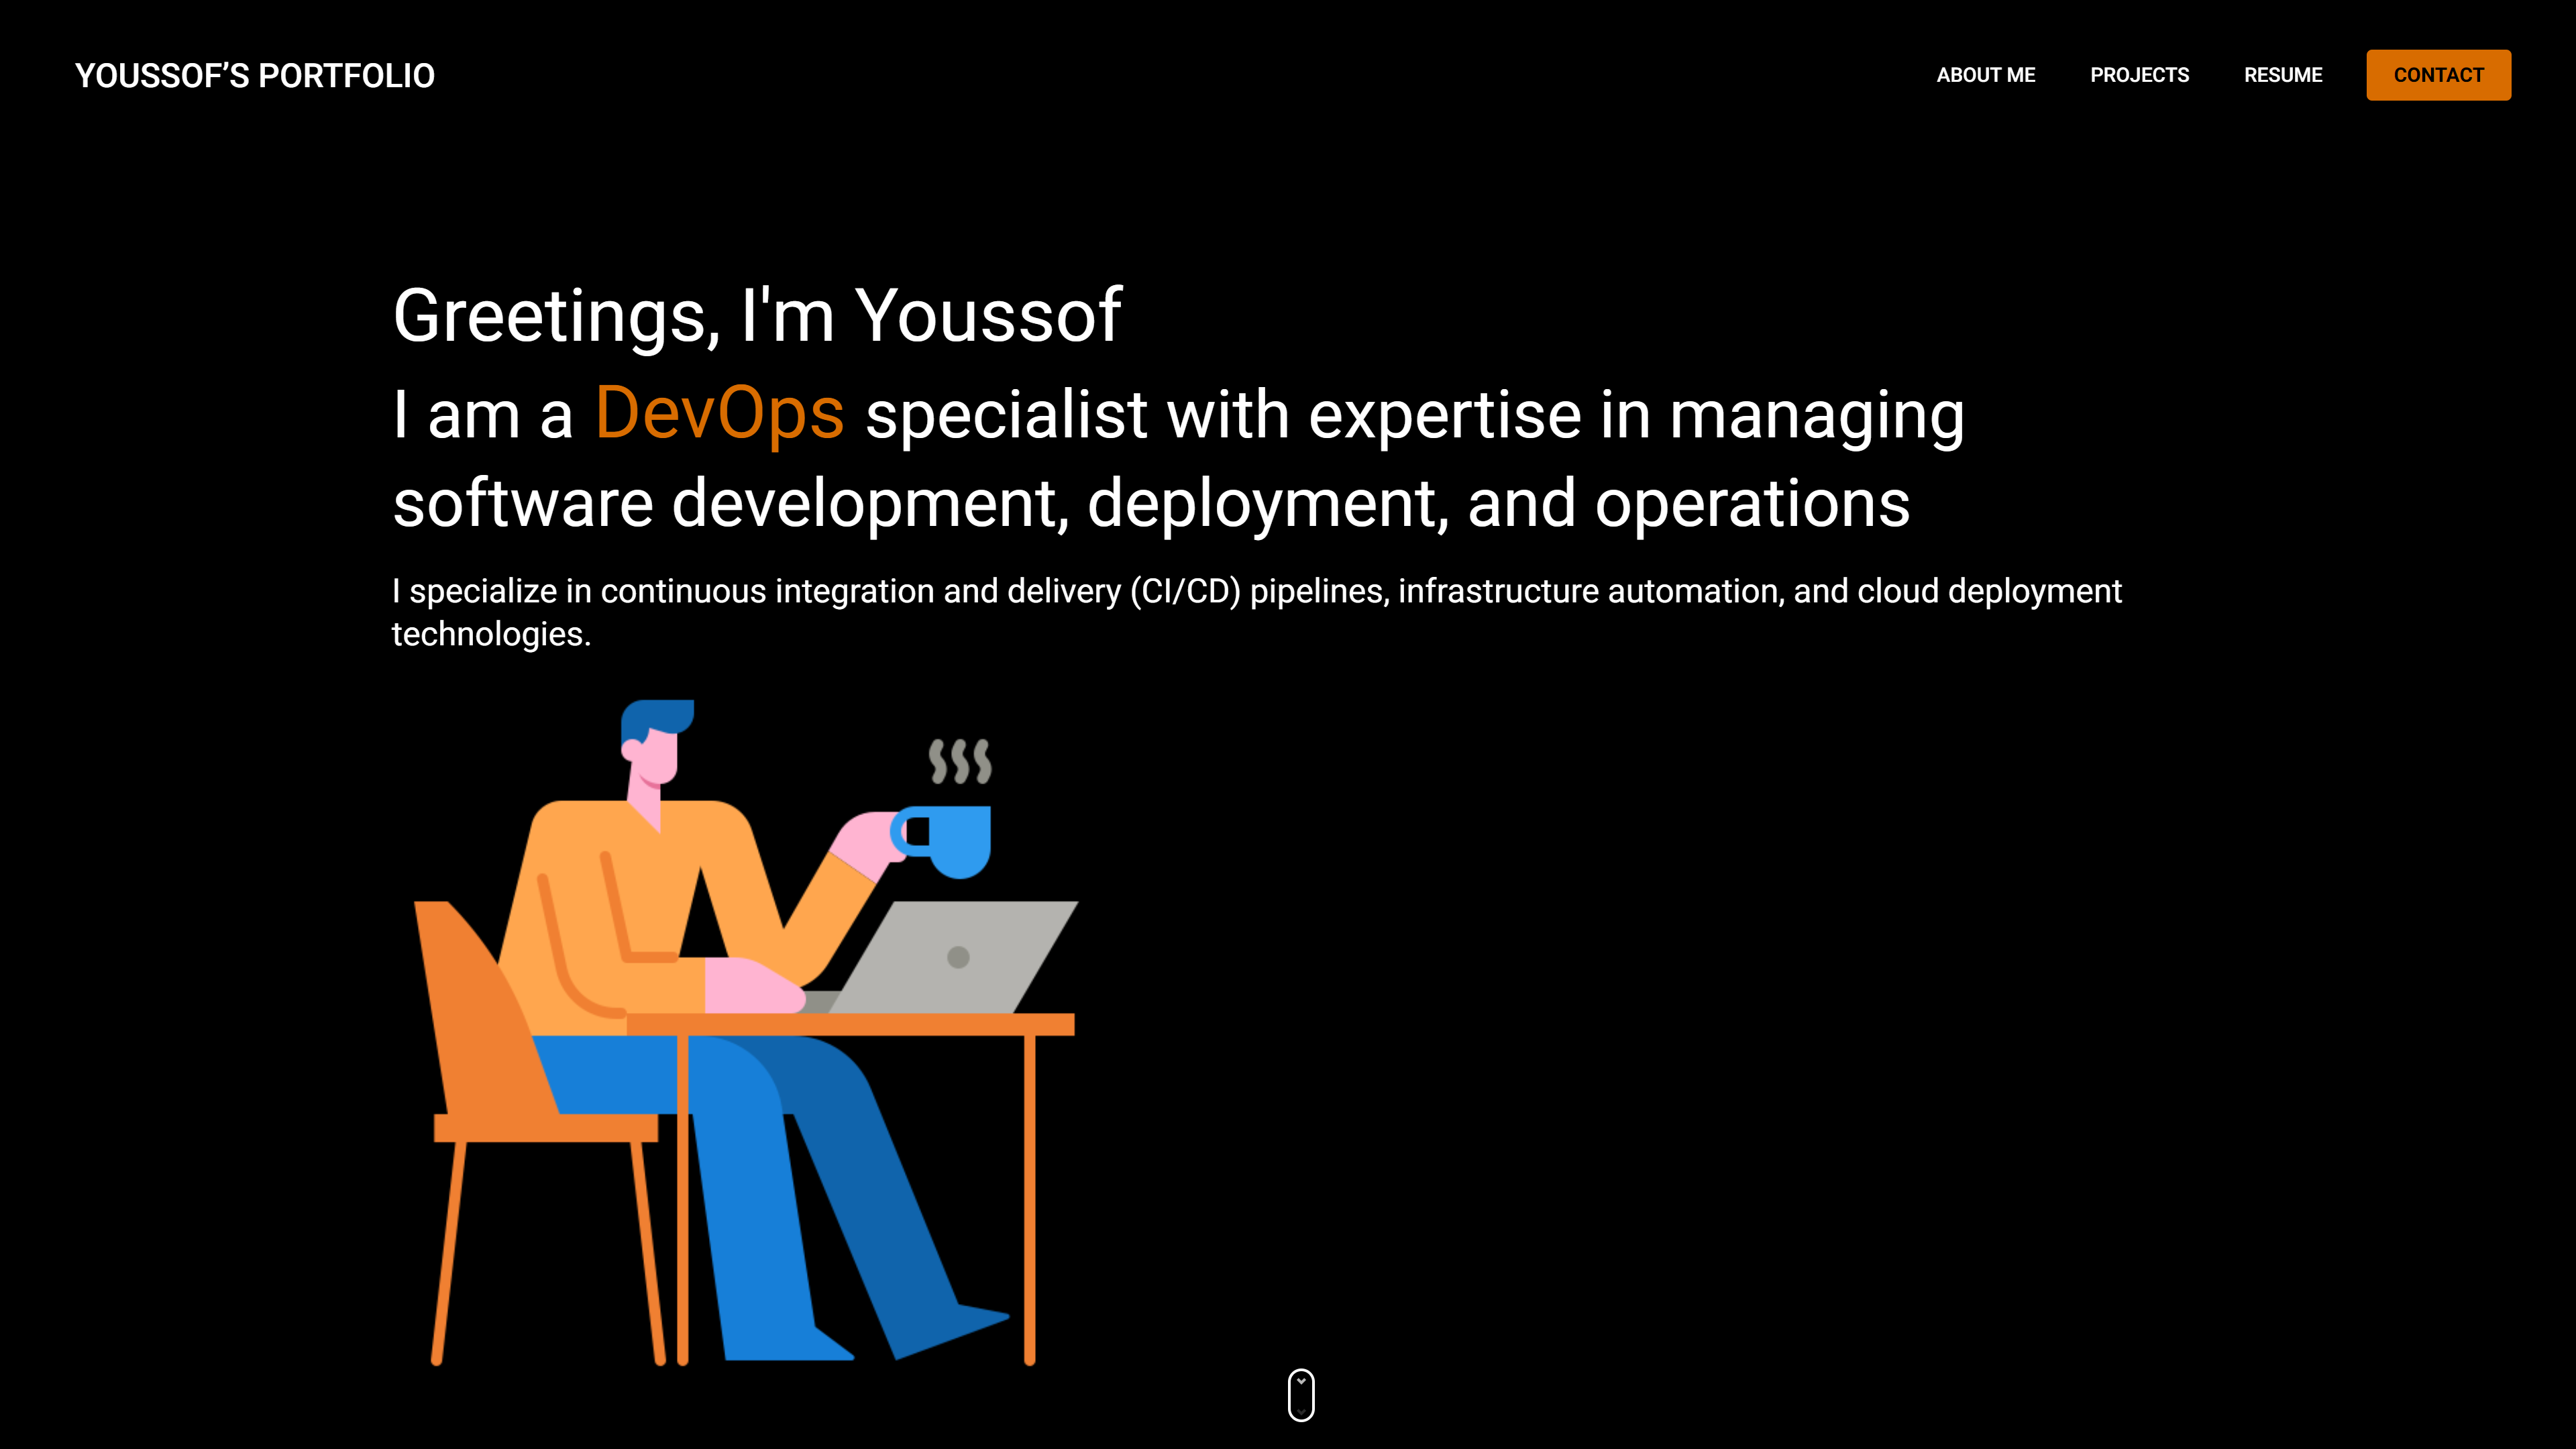 YOUSSOF’S PORTFOLIO
ABOUT ME
PROJECTS
RESUME
CONTACT
Greetings, I'm Youssof
I am a DevOps specialist with expertise in managing
software development, deployment, and operations
I specialize in continuous integration and delivery (CI/CD) pipelines, infrastructure automation, and cloud deployment
technologies.